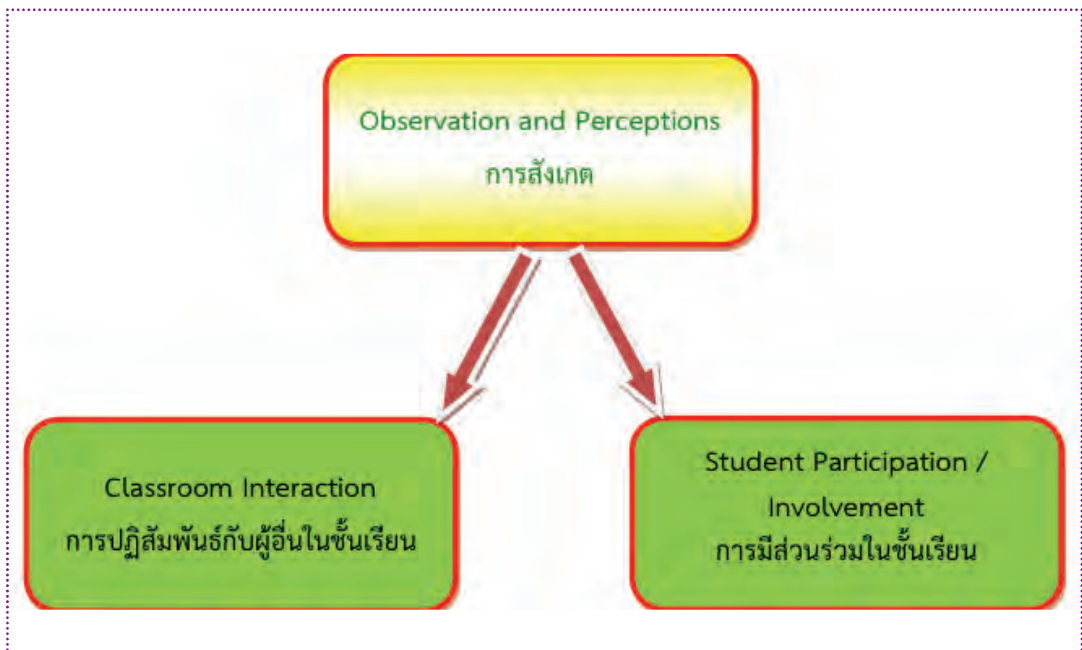 Observation and Perceptions
การสังเกต
Classroom Interaction
การปฏิสัมพันธ์กับผู้อื่นในชั้นเรียน
Student Participation /
Involvement
การมีส่วนร่วมในชั้นเรียน